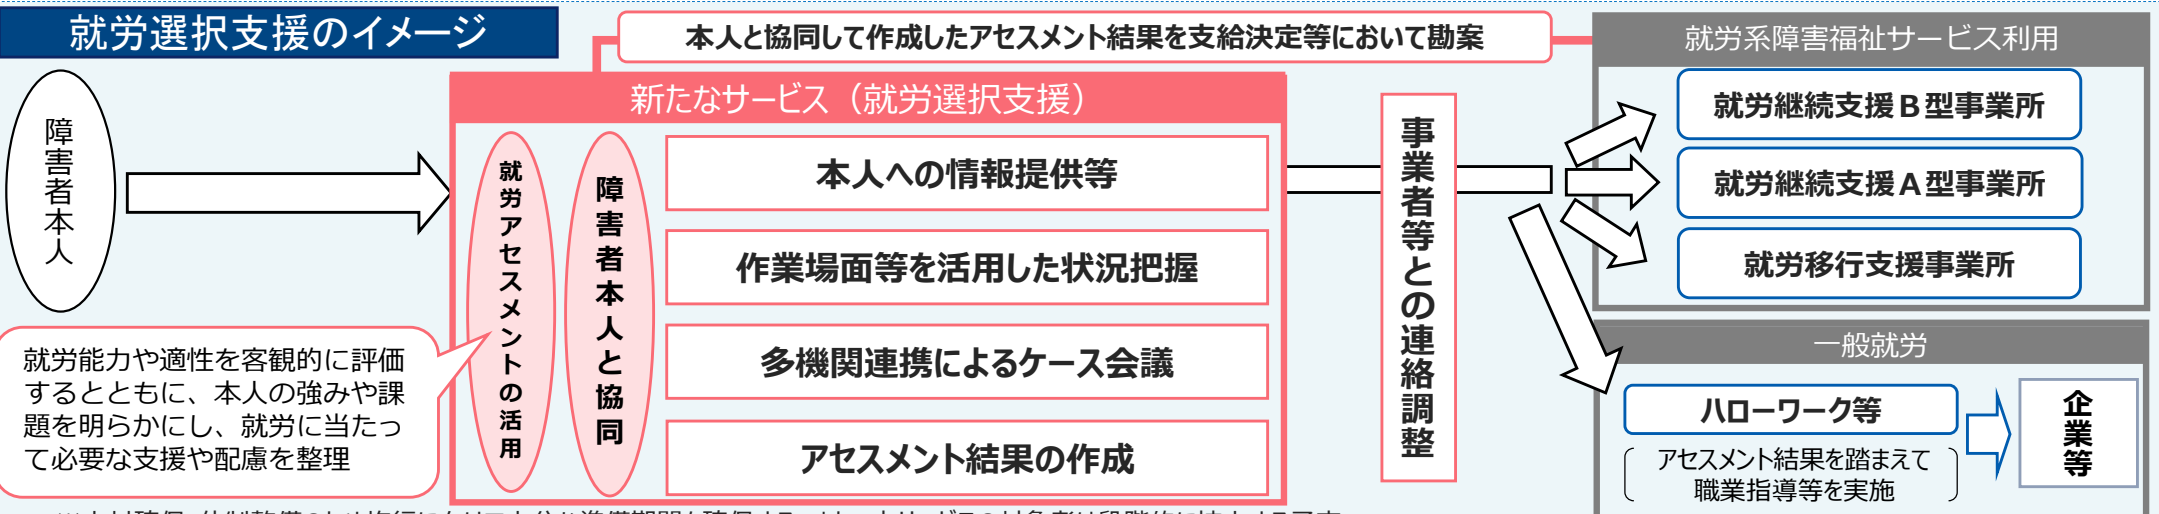 就労選択支援のイメージ
本人と協同して作成したアセスメント結果を支給決定等において勘案
障害者本人
新たなサービス（就労選択支援）
就労アセスメントの活用
障害者本人と協同
本人への情報提供等
作業場面等を活用した状況把握
多機関連携によるケース会議
アセスメント結果の作成
就労能力や適性を客観的に評価
するとともに、本人の強みや課
題を明らかにし、就労に当たっ
て必要な支援や配慮を整理
事業者等との連絡調整
就労系障害福祉サービス利用
就労継続支援Ｂ型事業所
就労継続支援Ａ型事業所
就労移行支援事業所
一般就労
ハローワーク等
アセスメント結果を踏まえて
職業指導等を実施
企業等